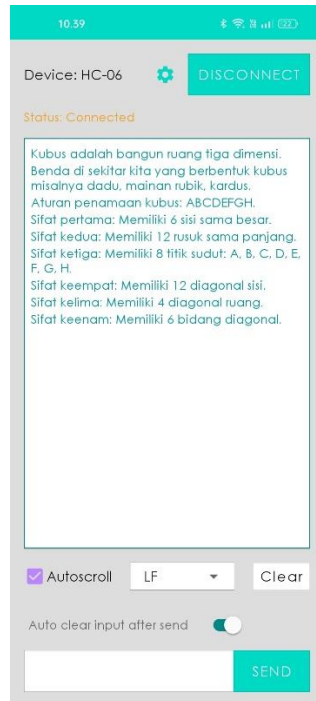 10.39
22
Device: HC-06
DISCONNECT
Status: Connected
Kubus adalah bangun ruang tiga dimensi.
Benda di sekitar kita yang berbentuk kubus
misalnya dadu, mainan rubik, kardus.
Aturan penamaan kubus: ABCDEFGH.
Sifat pertama: Memiliki 6 sisi sama besar.
Sifat kedua: Memiliki 12 rusuk sama panjang.
Sifat ketiga: Memiliki 8 titik sudut: A, B, C, D, E,
F, G, H.
Sifat keempat: Memiliki 12 diagonal sisi.
Sifat kelima: Memiliki 4 diagonal ruang.
Sifat keenam: Memiliki 6 bidang diagonal.
Autoscroll
LF
Clear
Auto clear input after send
SEND